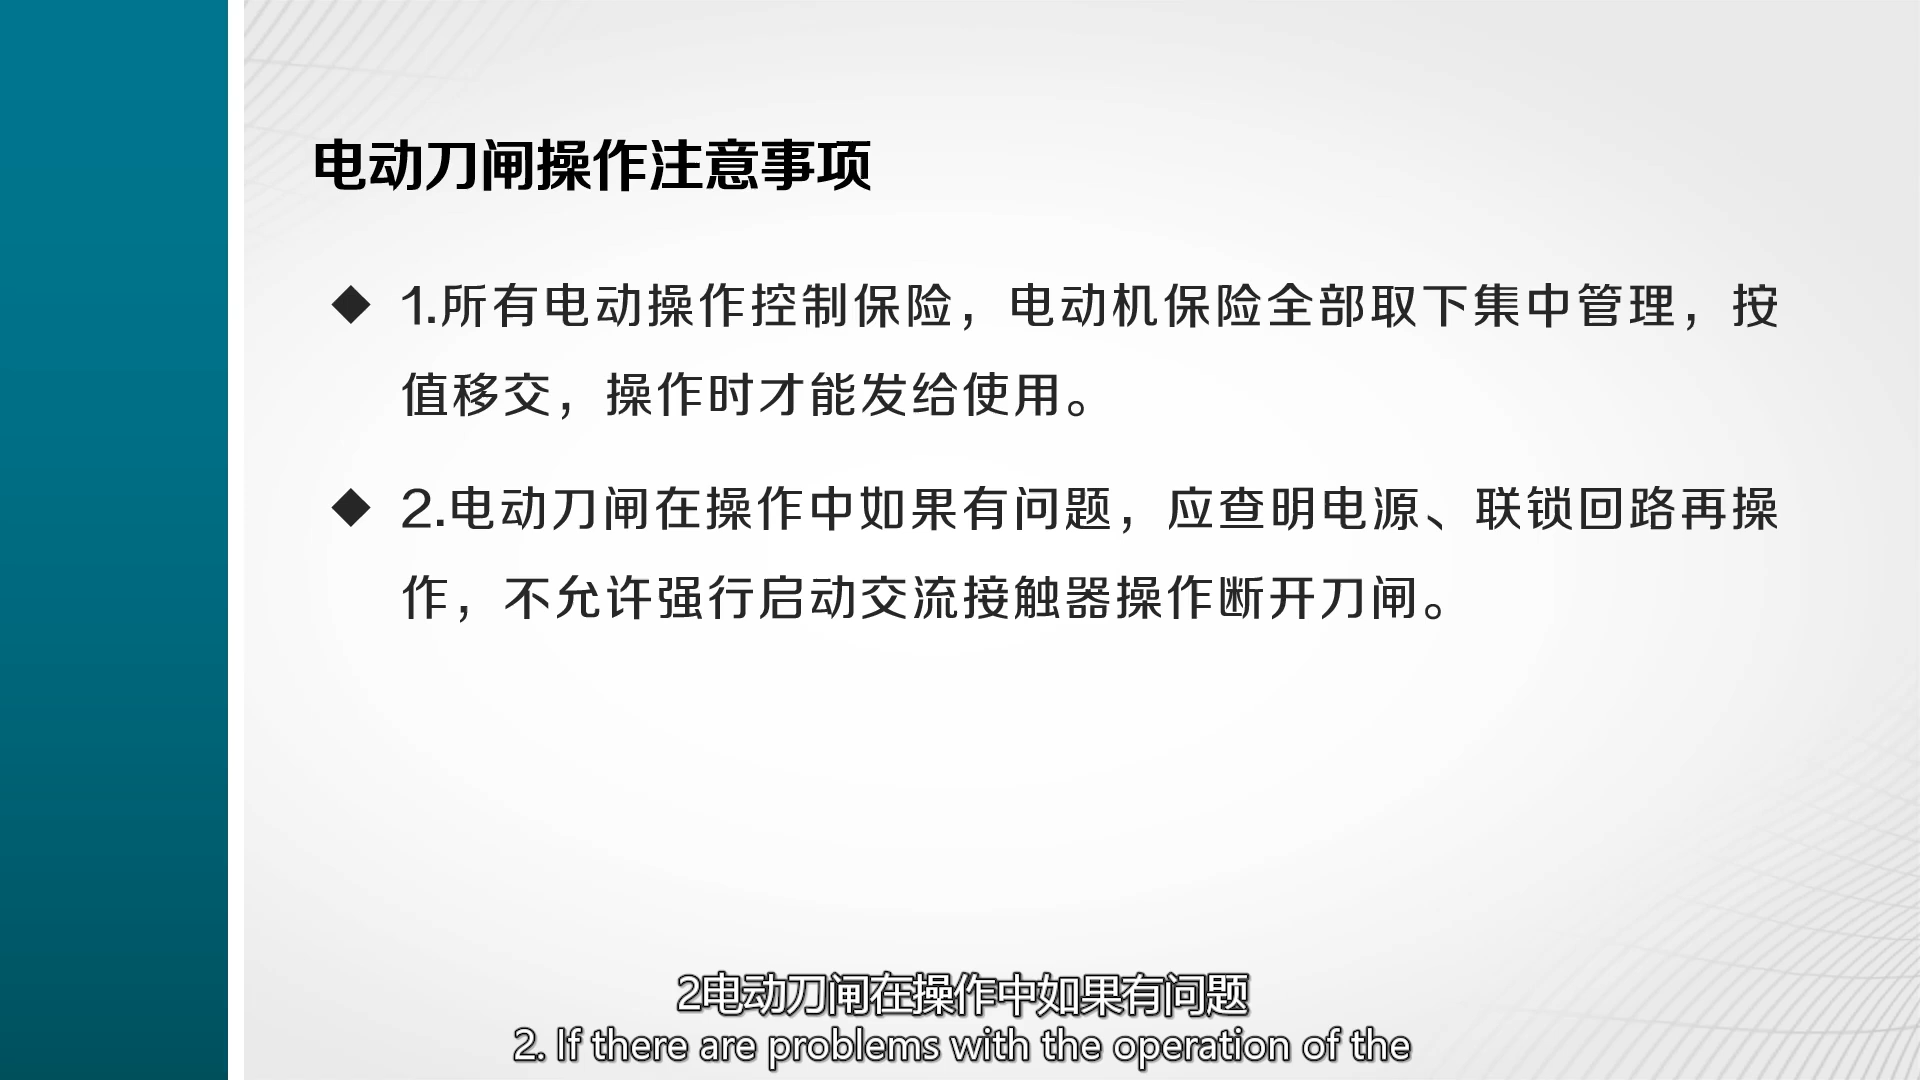 电动刀闸操作注意事项
◆ 1.所有电动操作控制保险，电动机保险全部取下集中管理，按
值移交，操作时才能发给使用。
◆ 2.电动刀闸在操作中如果有问题，应查明电源、联锁回路再操
作，不允许强行启动交流接触器操作断开刀闸。
2电动刀闸在操作中如果有问题
2. If there are problems with the operation of the